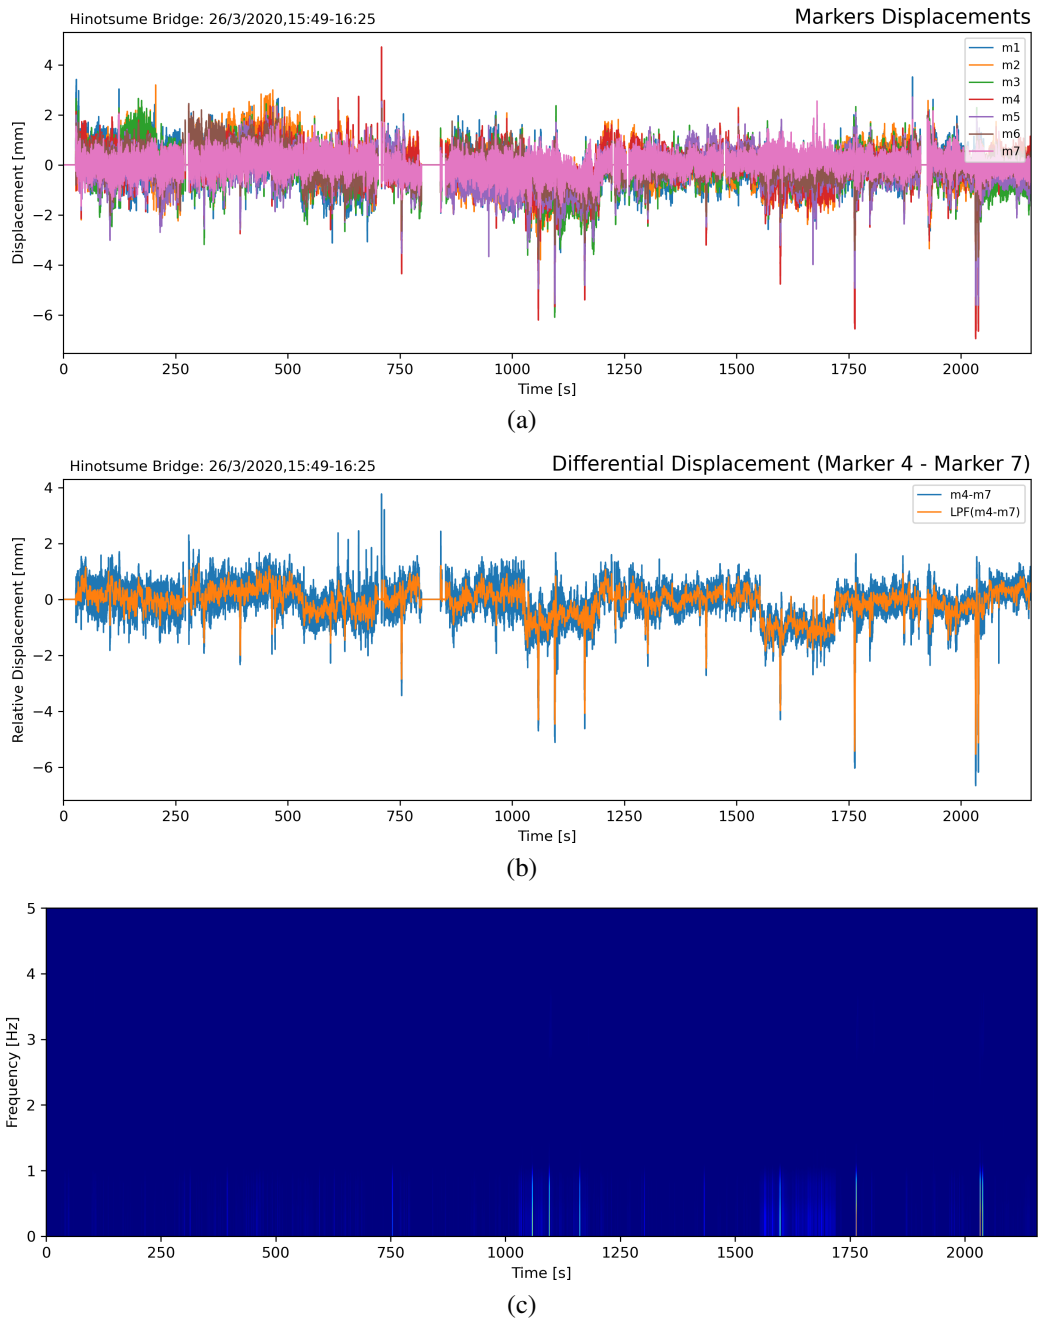 Hinotsume Bridge: 26/3/2020,15:49-16:25
Markers Displacements
4
2
0
−2
−4
−6
Displacement [mm]
m1
m2
m3
m4
m5
m6
m7
0 250 500 750 1000 1250 1500 1750 2000
Time [s]
(a)
Hinotsume Bridge: 26/3/2020,15:49-16:25
Differential Displacement (Marker 4 - Marker 7)
4
2
0
−2
−4
−6
Relative Displacement [mm]
m4-m7
LPF(m4-m7)
0 250 500 750 1000 1250 1500 1750 2000
Time [s]
(b)
5
4
3
2
1
0
Frequency [Hz]
0 250 500 750 1000 1250 1500 1750 2000
Time [s]
(c)